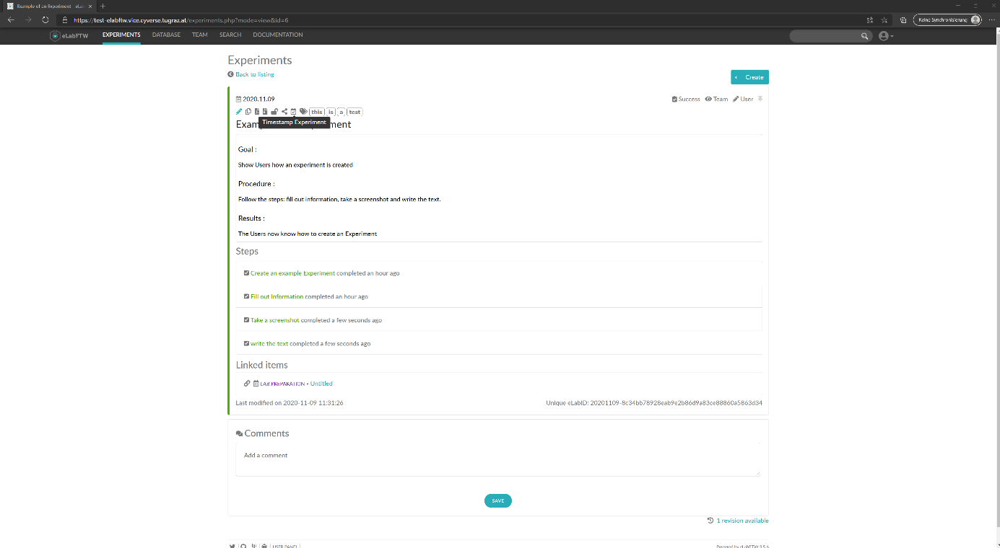 Example of an Experiment - eLab
https://test-elabftw.vice.cyverse.tugraz.at/experiments.php?mode=view&id=6
Keine Synchronisierung
eLabFTW EXPERIMENTS DATABASE TEAM SEARCH DOCUMENTATION
Experiments
Back to listing
Create
2020.11.09 Success Team User
this is a test
Timestamp Experiment
Goal :
Show Users how an experiment is created
Procedure :
Follow the steps: fill out information, take a screenshot and write the text.
Results :
The Users now know how to create an Experiment
Steps
Create an example Experiment completed an hour ago
Fill out Information completed an hour ago
Take a screenshot completed a few seconds ago
write the text completed a few seconds ago
Linked items
LAB PREPARATION - Untitled
Last modified on 2020-11-09 11:31:26 Unique eLabID: 20201109-8c34bb78928eab9e2b86d9a83ce88860a5863d34
Comments
Add a comment
SAVE
1 revision available
USER PANEL Powered by eLabFTW 3.5.6